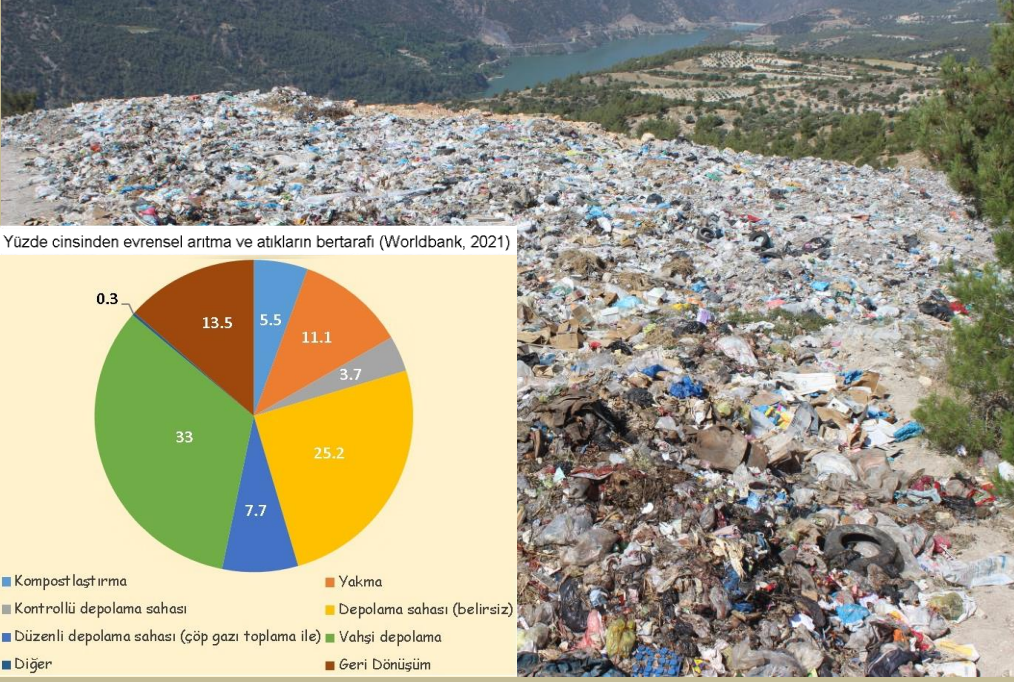 Yüzde cinsinden evrensel arıtma ve atıkların bertarafı (Worldbank, 2021)
0.3
13.5
5.5
11.1
3.7
33
25.2
7.7
Kompostlaştırma
Yakma
Kontrollü depolama sahası
Depolama sahası (belirsiz)
Düzenli depolama sahası (çöp gazı toplama ile)
Vahşi depolama
Diğer
Geri Dönüşüm